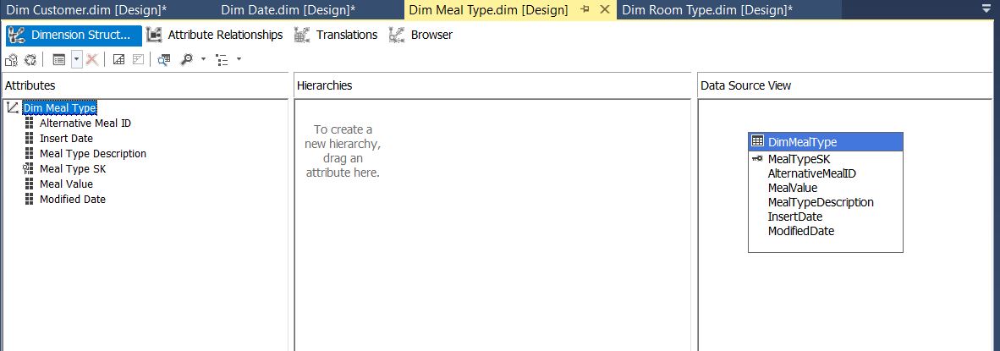 Dim Customer.dim [Design]* Dim Date.dim [Design]* Dim Meal Type.dim [Design] Dim Room Type.dim [Design]*
Dimension Struct... Attribute Relationships Translations Browser
Attributes
Dim Meal Type
Alternative Meal ID
Insert Date
Meal Type Description
Meal Type SK
Meal Value
Modified Date
Hierarchies
To create a
new hierarchy,
drag an
attribute here.
Data Source View
DimMealType
MealTypeSK
AlternativeMealID
MealValue
MealTypeDescription
InsertDate
ModifiedDate